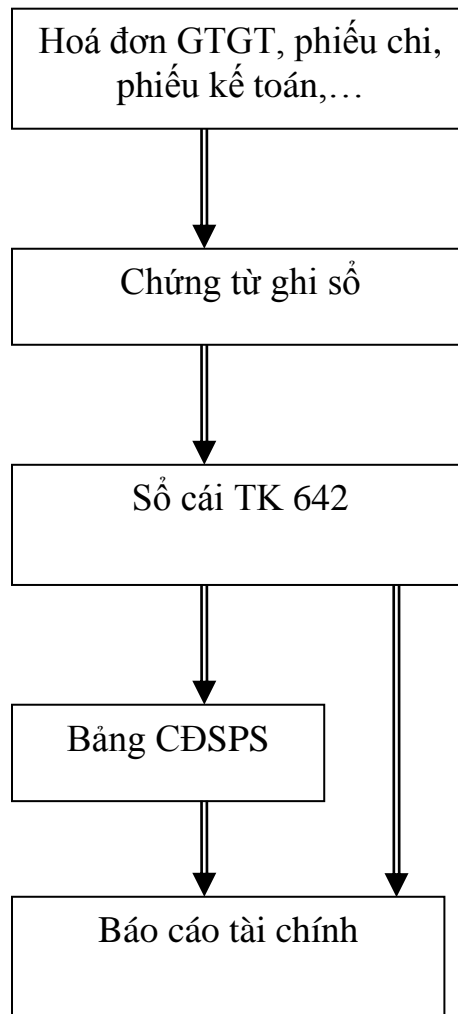 Hoá đơn GTGT, phiếu chi,
phiếu kế toán,…
Chứng từ ghi sổ
Sổ cái TK 642
Bảng CĐSPS
Báo cáo tài chính